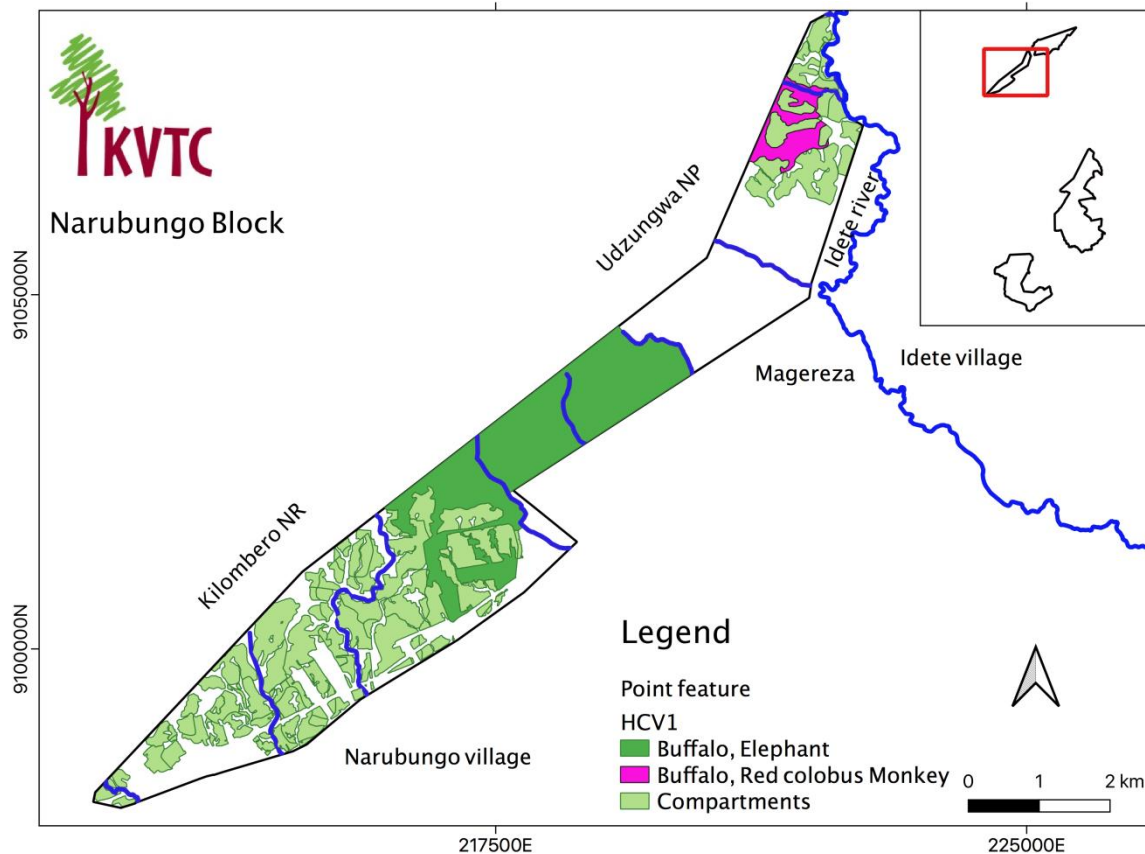 KVTC
Narubungo Block
Udzungwa NP
Idete river
9105000N
Magereza
Idete village
Kilombero NR
9100000N
Narubungo village
Legend
Point feature
HCV1
Buffalo, Elephant
Buffalo, Red colobus Monkey
Compartments
0 1 2 km
217500E
225000E